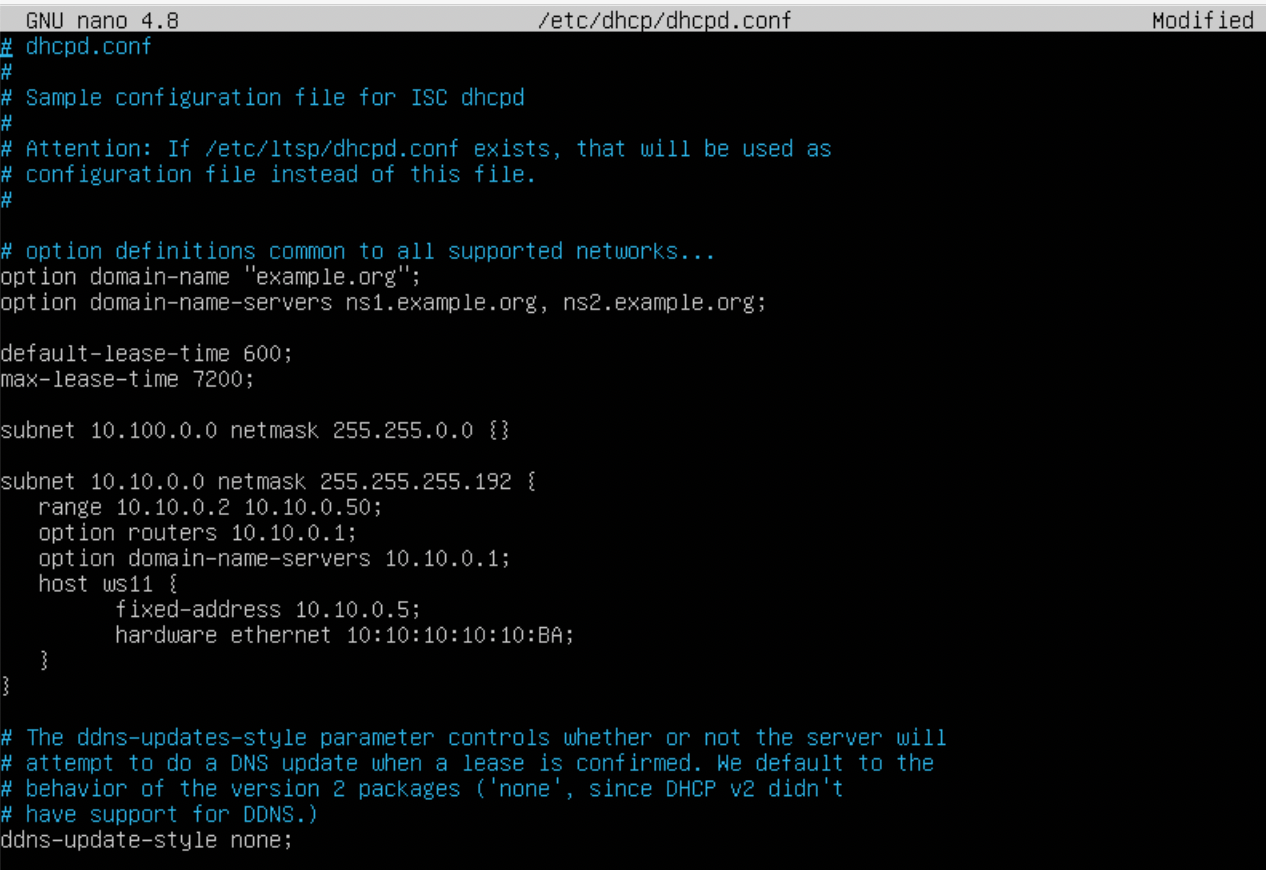 GNU nano 4.8 /etc/dhcp/dhcpd.conf Modified
# dhcpd.conf
#
# Sample configuration file for ISC dhcpd
#
# Attention: If /etc/ltsp/dhcpd.conf exists, that will be used as
# configuration file instead of this file.
#
# option definitions common to all supported networks...
option domain-name "example.org";
option domain-name-servers ns1.example.org, ns2.example.org;
default-lease-time 600;
max-lease-time 7200;
subnet 10.100.0.0 netmask 255.255.0.0 {}
subnet 10.10.0.0 netmask 255.255.255.192 {
range 10.10.0.2 10.10.0.50;
option routers 10.10.0.1;
option domain-name-servers 10.10.0.1;
host ws11 {
fixed-address 10.10.0.5;
hardware ethernet 10:10:10:10:10:BA;
}
}
# The ddns-updates-style parameter controls whether or not the server will
# attempt to do a DNS update when a lease is confirmed. We default to the
# behavior of the version 2 packages ('none', since DHCP v2 didn't
# have support for DDNS.)
ddns-update-style none;